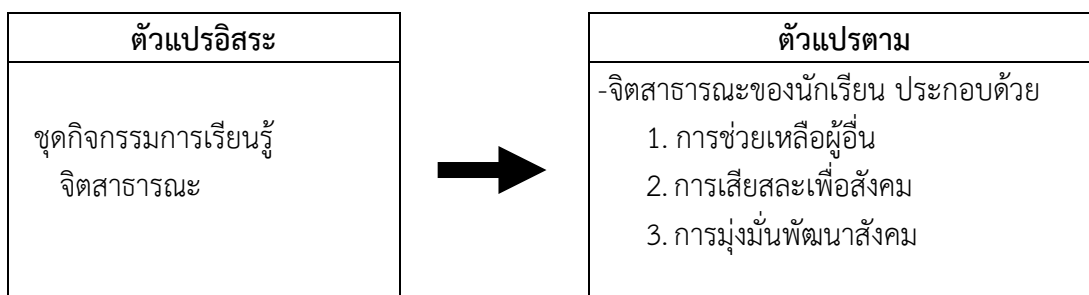 ตัวแปรอิสระ
ชุดกิจกรรมการเรียนรู้
จิตสาธารณะ
ตัวแปรตาม
-จิตสาธารณะของนักเรียน ประกอบด้วย
1. การช่วยเหลือผู้อื่น
2. การเสียสละเพื่อสังคม
3. การมุ่งมั่นพัฒนาสังคม